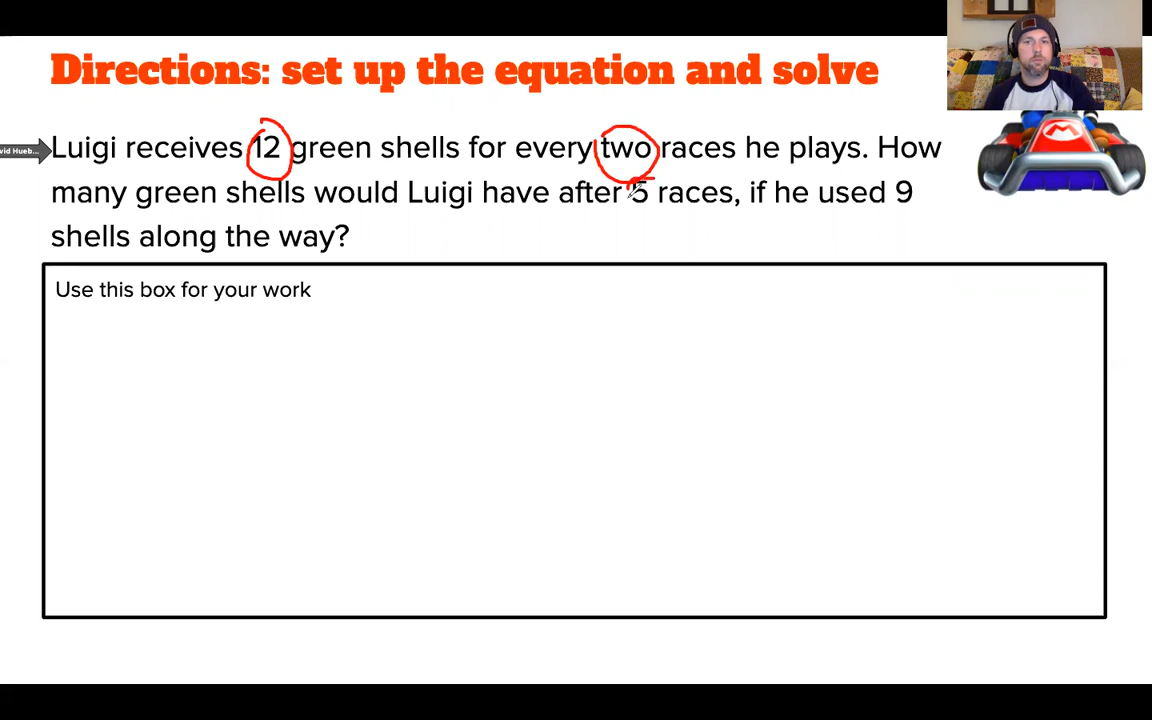 Directions: set up the equation and solve
vid Hueb...
Luigi receives 12 green shells for every two races he plays. How
many green shells would Luigi have after 5 races, if he used 9
shells along the way?
Use this box for your work
M